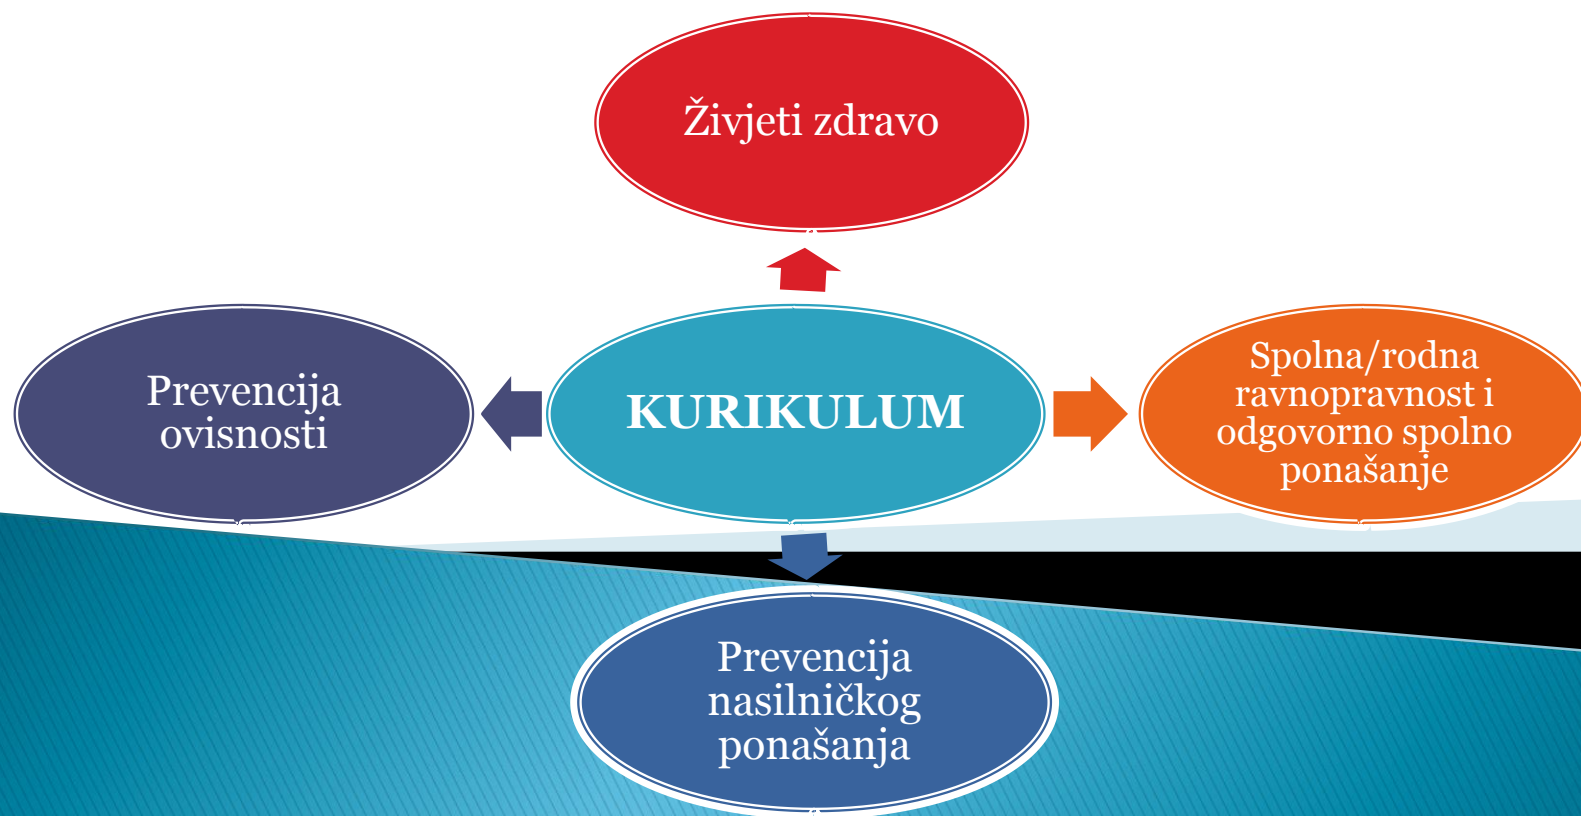 Živjeti zdravo
Prevencija
ovisnosti
KURIKULUM
Spolna/rodna
ravnopravnost i
odgovorno spolno
ponašanje
Prevencija
nasilničkog
ponašanja